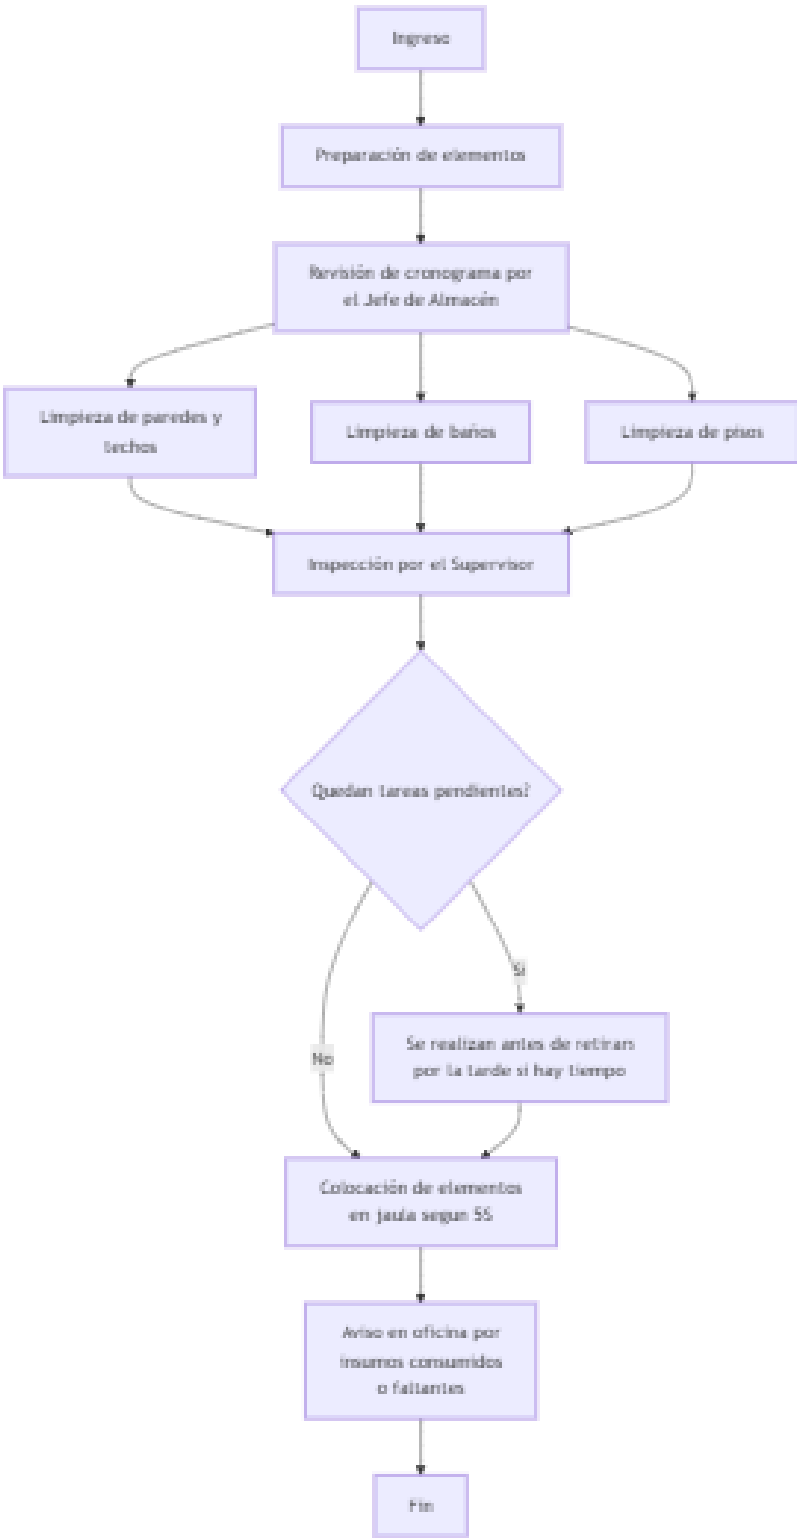 Ingreso
Preparación de elementos
Revisión de cronograma por
el Jefe de Almacén
Limpieza de paredes y
techos
Limpieza de baños
Limpieza de pisos
Inspección por el Supervisor
Quedan tareas pendientes?
Si
No
Se realizan antes de retirars
por la tarde si hay tiempo
Colocación de elementos
en jaula segun 5S
Aviso en oficina por
insumos consumidos
o faltantes
Fin